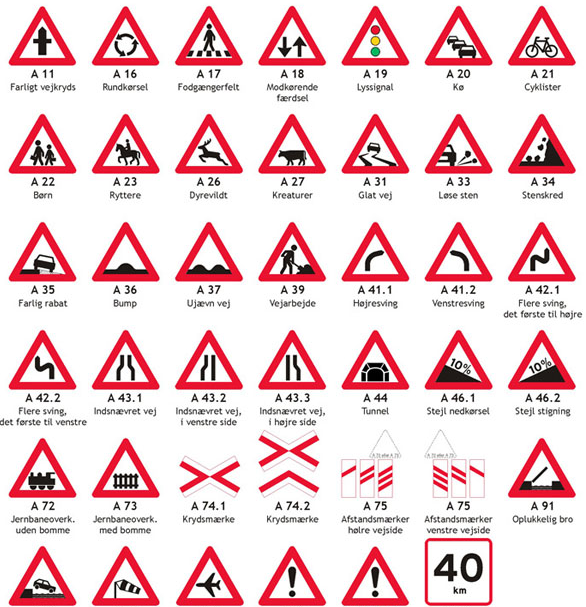 A 11 A 16 A 17 A 18 A 19 A 20 A 21
Farligt vejkryds Rundkørsel Fodgængerfelt Modkørende Lyssignal Kø Cyklister
færdsel
A 22 A 23 A 26 A 27 A 31 A 33 A 34
Børn Ryttere Dyrevildt Kreaturer Glat vej Løse sten Stenskred
A 35 A 36 A 37 A 39 A 41.1 A 41.2 A 42.1
Farlig rabat Bump Ujævn vej Vejarbejde Højresving Venstresving Flere sving,
det første til højre
10% 10%
A 42.2 A 43.1 A 43.2 A 43.3 A 44 A 46.1 A 46.2
Flere sving, Indsnævret vej Indsnævret vej, Indsnævret vej, Tunnel Stejl nedkørsel Stejl stigning
det første til venstre i venstre side i højre side
A 72 A 73 A 74.1 A 74.2 A 75 A 75 A 91
Jernbaneoverk. Jernbaneoverk. Krydsmærke Krydsmærke Afstandsmærker Afstandsmærker Oplukkelig bro
uden bomme med bomme hølre vejside venstre vejside
40
km